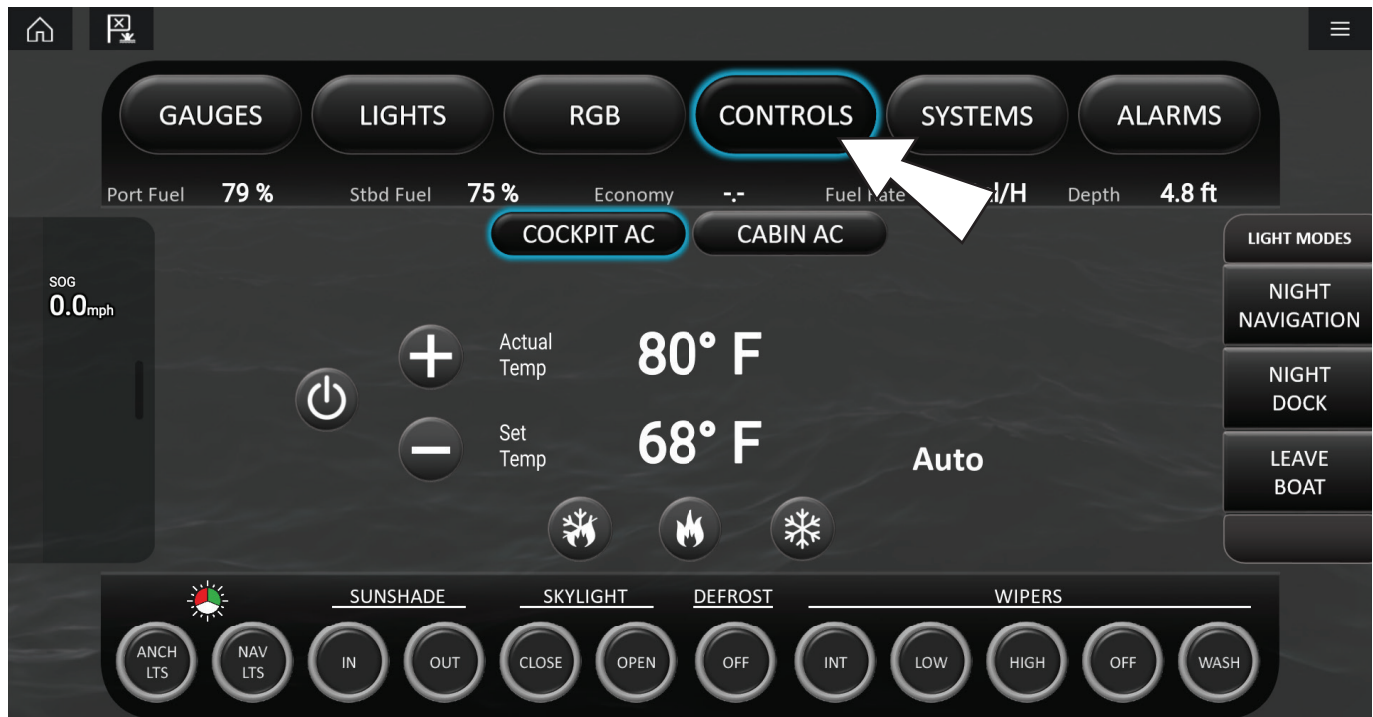 GAUGES LIGHTS RGB CONTROLS SYSTEMS ALARMS
Port Fuel 79 % Stbd Fuel 75 % Economy -.- Fuel Rate l/H Depth 4.8 ft
COCKPIT AC CABIN AC
LIGHT MODES
SOG
0.0mph
NIGHT
NAVIGATION
Actual
Temp
80° F
NIGHT
DOCK
Set
Temp
68° F
Auto
LEAVE
BOAT
SUNSHADE SKYLIGHT DEFROST WIPERS
ANCH
LTS
NAV
LTS
IN
OUT
CLOSE
OPEN
OFF
INT
LOW
HIGH
OFF
WASH